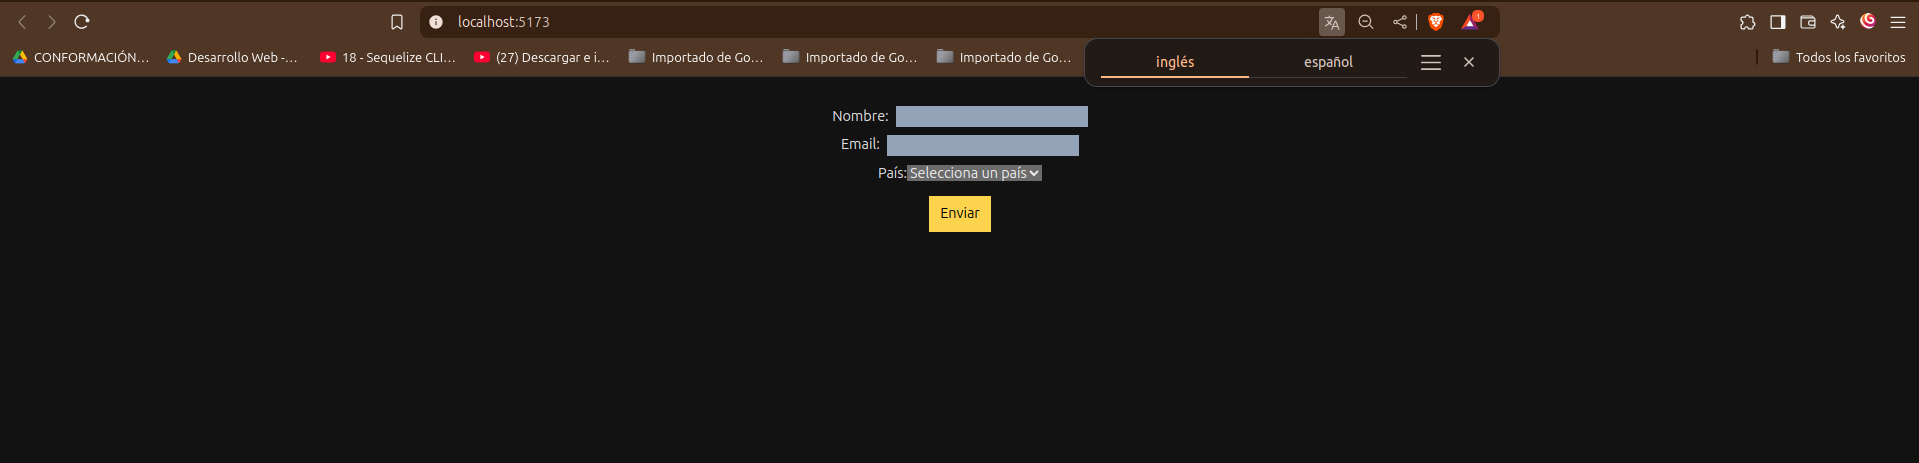 localhost:5173
1
CONFORMACIÓN...
Desarrollo Web -...
18 - Sequelize CLI...
(27) Descargar e i...
Importado de Go...
Importado de Go...
Importado de Go...
inglés
español
Todos los favoritos
Nombre:
Email:
País: Selecciona un país
Enviar